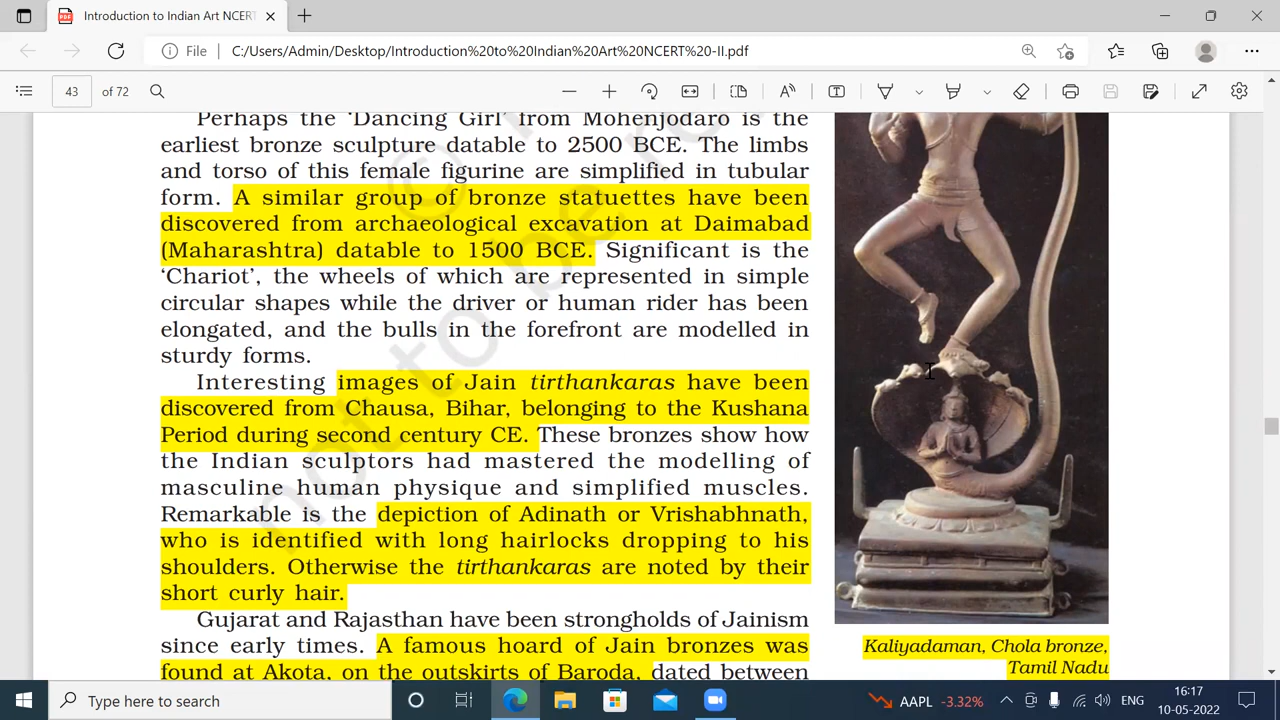 Introduction to Indian Art NCERT
File
C:/Users/Admin/Desktop/Introduction%20to%20Indian%20Art%20NCERT%20-II.pdf
43
of 72
Perhaps the ‘Dancing Girl’ from Mohenjodaro is the
earliest bronze sculpture datable to 2500 BCE. The limbs
and torso of this female figurine are simplified in tubular
form. A similar group of bronze statuettes have been
discovered from archaeological excavation at Daimabad
(Maharashtra) datable to 1500 BCE. Significant is the
‘Chariot’, the wheels of which are represented in simple
circular shapes while the driver or human rider has been
elongated, and the bulls in the forefront are modelled in
sturdy forms.
Interesting images of Jain tirthankaras have been
discovered from Chausa, Bihar, belonging to the Kushana
Period during second century CE. These bronzes show how
the Indian sculptors had mastered the modelling of
masculine human physique and simplified muscles.
Remarkable is the depiction of Adinath or Vrishabhnath,
who is identified with long hairlocks dropping to his
shoulders. Otherwise the tirthankaras are noted by their
short curly hair.
Gujarat and Rajasthan have been strongholds of Jainism
since early times. A famous hoard of Jain bronzes was
found at Akota, on the outskirts of Baroda, dated between
Kaliyadaman, Chola bronze,
Tamil Nadu
©
not to be re
Type here to search
AAPL -3.32%
ENG
16:17
10-05-2022